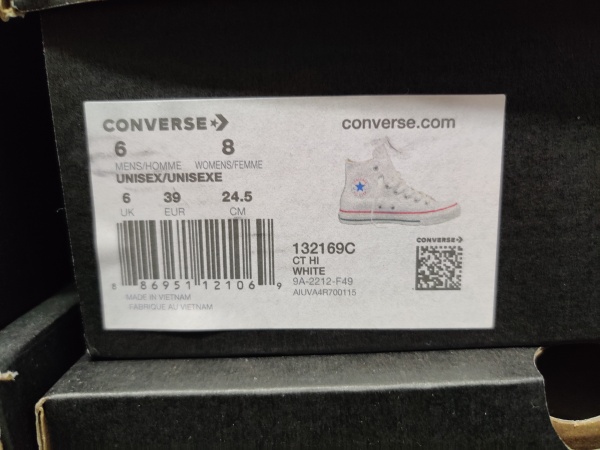 CONVERSE
converse.com
6 8
MENS/HOMME WOMENS/FEMME
UNISEX/UNISEXE
6 39 24.5
UK EUR CM
132169C
CT HI
WHITE
9A-2212-F49
AIUVA4R700115
CONVERSE
8 86951 12106 9
MADE IN VIETNAM
FABRIQUE AU VIETNAM